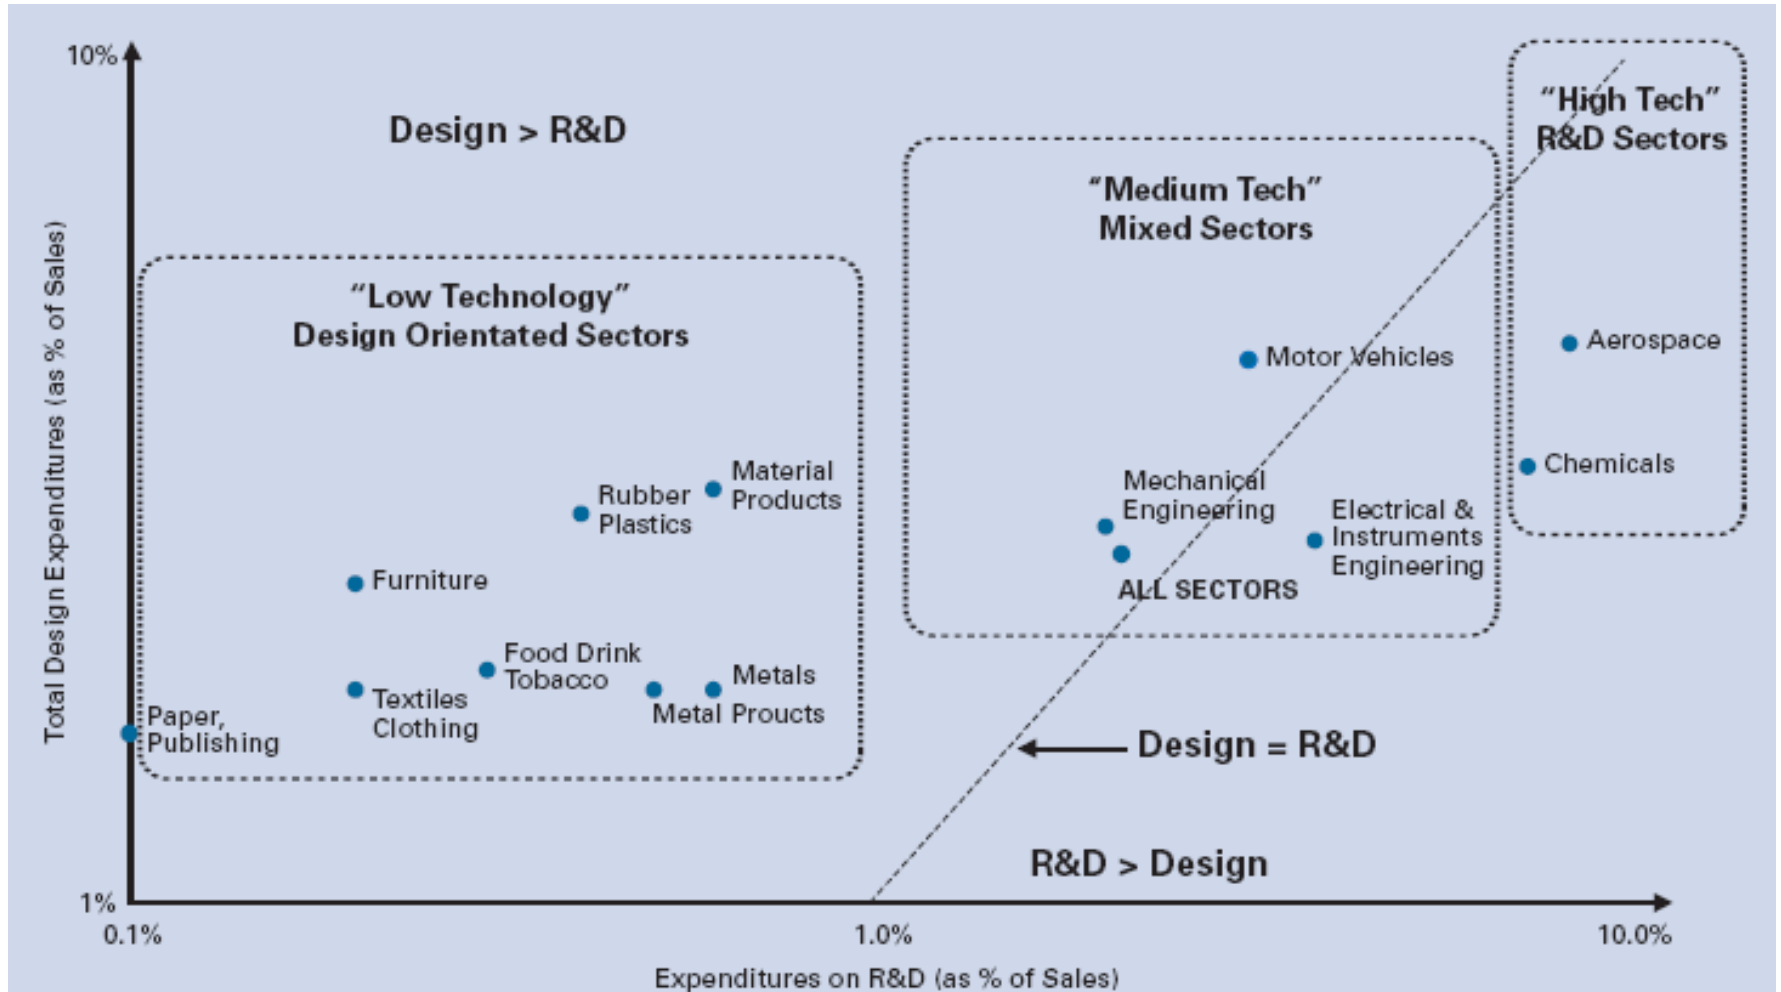 10%
Design > R&D
“High Tech”
R&D Sectors
“Medium Tech”
Mixed Sectors
“Low Technology”
Design Orientated Sectors
Total Design Expenditures (as % of Sales)
Aerospace
Motor Vehicles
Chemicals
Material
Products
Rubber
Plastics
Mechanical
Engineering
Electrical &
Instruments
Engineering
Furniture
ALL SECTORS
Food Drink
Tobacco
Metals
Textiles
Clothing
Metal Proucts
Paper,
Publishing
Design = R&D
R&D > Design
1%
0.1%
1.0%
10.0%
Expenditures on R&D (as % of Sales)